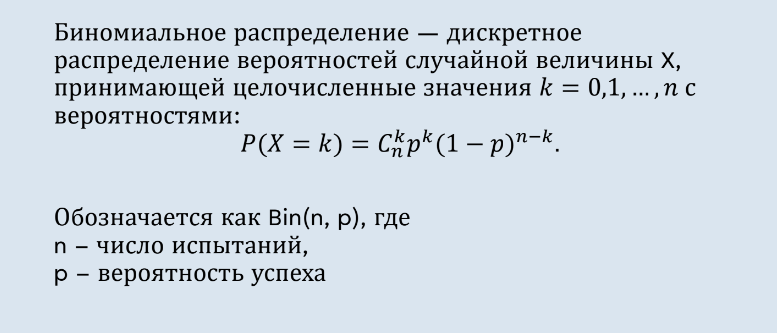 Биномиальное распределение — дискретное
распределение вероятностей случайной величины X,
принимающей целочисленные значения k = 0,1, … , n с
вероятностями:
P(X = k) = C_n^k p^k (1 − p)^{n−k}.
Обозначается как Bin(n, p), где
n – число испытаний,
p – вероятность успеха